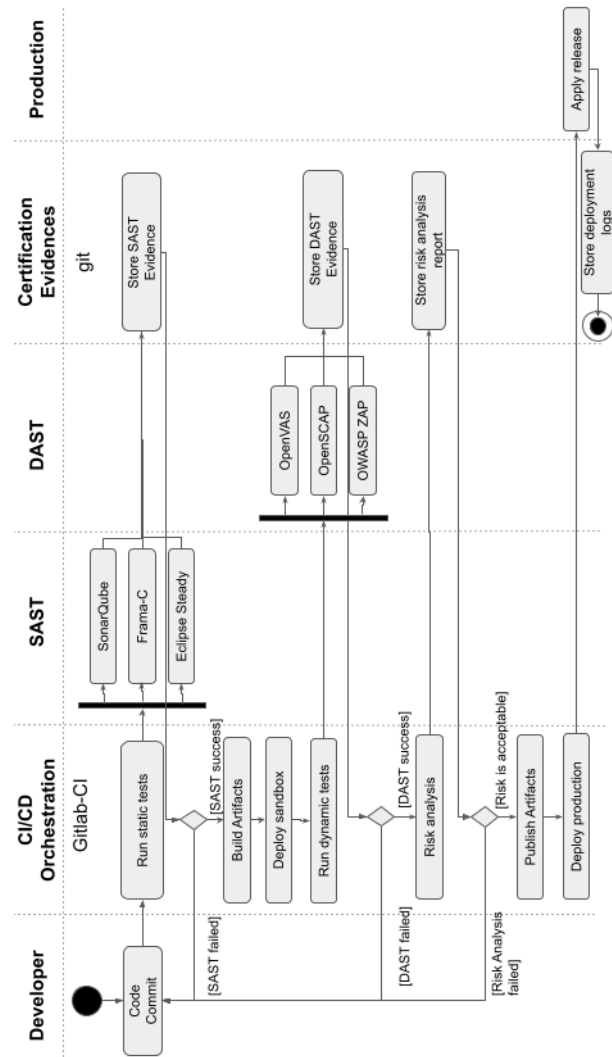 Developer
CI/CD
Orchestration
SAST
DAST
Certification
Evidences
Production
Gitlab-CI
git
Code
Commit
Run static tests
SonarQube
Frama-C
Eclipse Steady
Store SAST
Evidence
[SAST failed]
[SAST success]
Build Artifacts
Deploy sandbox
Run dynamic tests
OpenVAS
OpenSCAP
OWASP ZAP
Store DAST
Evidence
[DAST failed]
[DAST success]
Risk analysis
Store risk analysis
report
[Risk Analysis
failed]
[Risk is acceptable]
Publish Artifacts
Deploy production
Apply release
Store deployment
logs